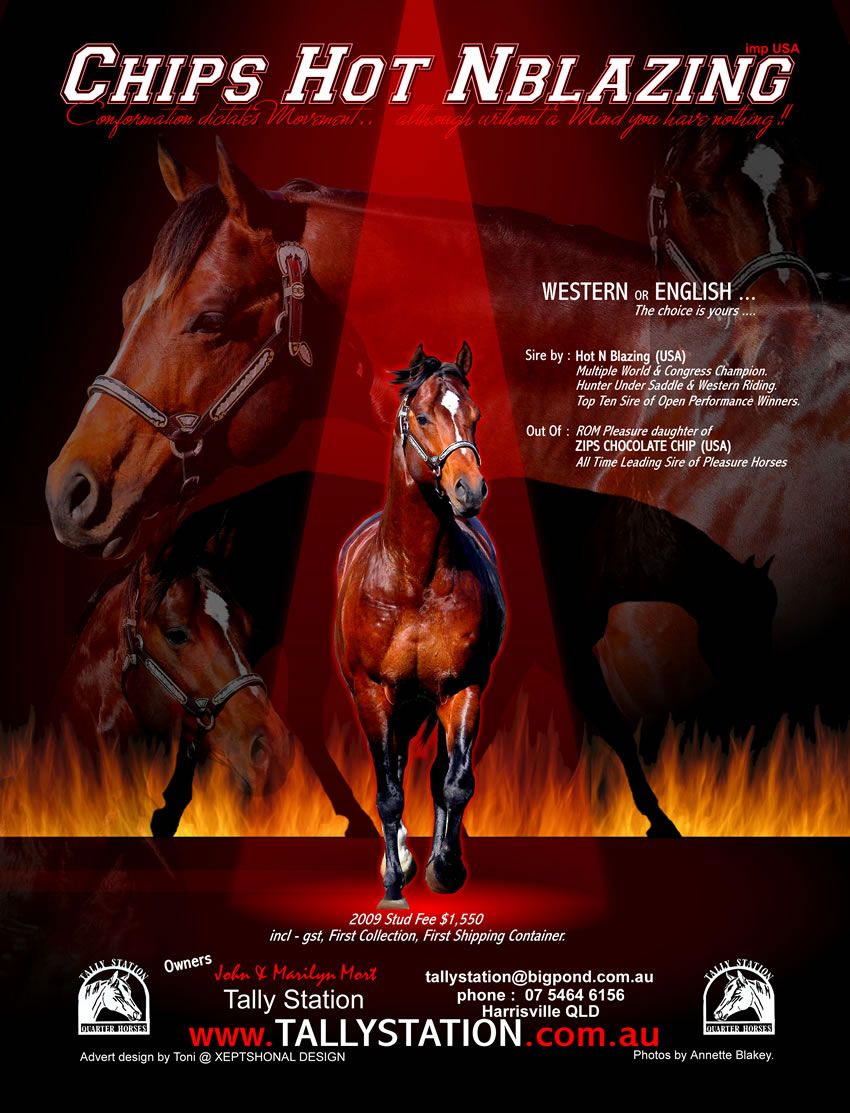 imp USA
CHIPS HOT NBLAZING
Conformation dictates Movement.. although without a Mind you have nothing!!
WESTERN OR ENGLISH ...
The choice is yours ....
Sire by : Hot N Blazing (USA)
Multiple World & Congress Champion.
Hunter Under Saddle & Western Riding.
Top Ten Sire of Open Performance Winners.
Out Of : ROM Pleasure daughter of
ZIPS CHOCOLATE CHIP (USA)
All Time Leading Sire of Pleasure Horses
2009 Stud Fee $1,550
incl - gst, First Collection, First Shipping Container.
TALLY STATION
QUARTER HORSES
Owners
John & Marilyn Mort
Tally Station
tallystation@bigpond.com.au
phone : 07 5464 6156
Harrisville QLD
TALLY STATION
QUARTER HORSES
www.TALLYSTATION.com.au
Advert design by Toni @ XEPTSHONAL DESIGN
Photos by Annette Blakey.